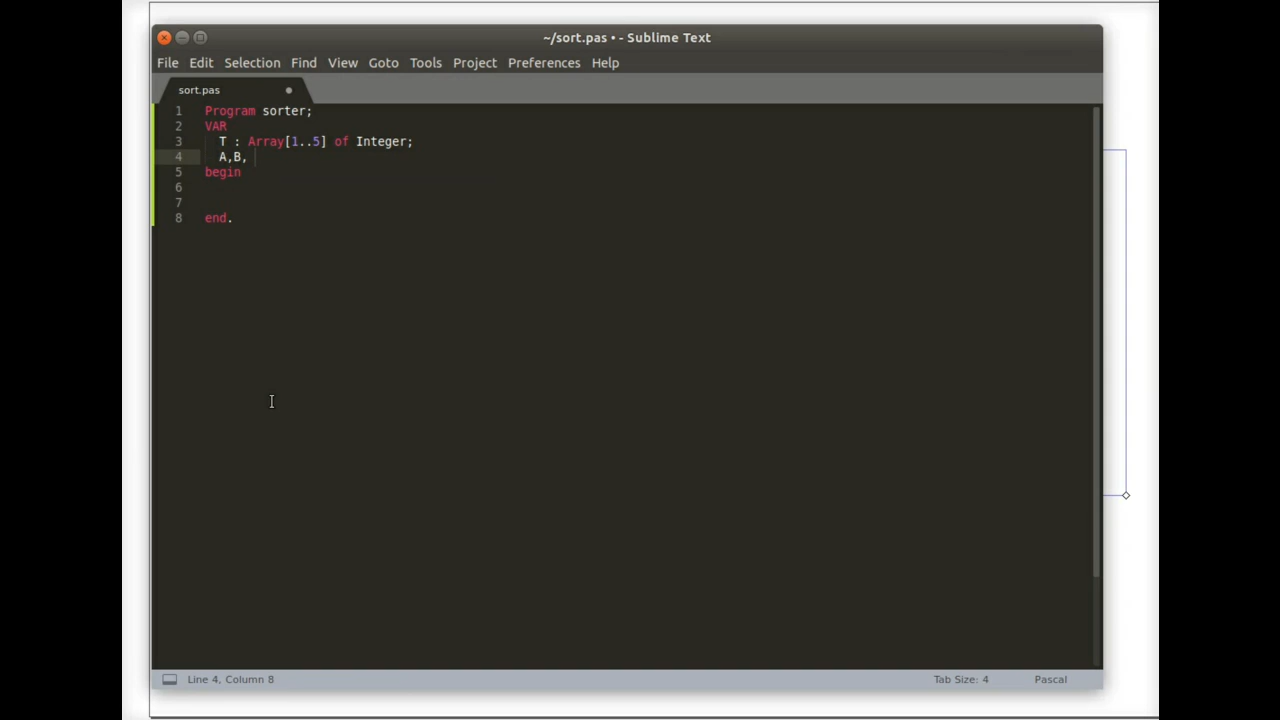 ~/sort.pas • - Sublime Text
File Edit Selection Find View Goto Tools Project Preferences Help
sort.pas
1 Program sorter;
2 VAR
3 T : Array[1..5] of Integer;
4 A,B,
5 begin
6
7
8 end.
Line 4, Column 8 Tab Size: 4 Pascal